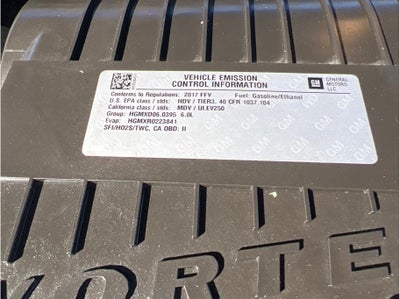 VEHICLE EMISSION
CONTROL INFORMATION
GM
GENERAL
MOTORS
LLC
Conforms to Regulations: 2017 FFV Fuel: Gasoline/Ethanol
U.S. EPA class / stds: HDV / TIER3, 40 CFR 1037.104
California class / stds: MDV / ULEV250
Group: HGMXD06.0395 6.0L
Evap: HGMXR0223841
SFI/HO2S/TWC, CA OBD: II
VORTE